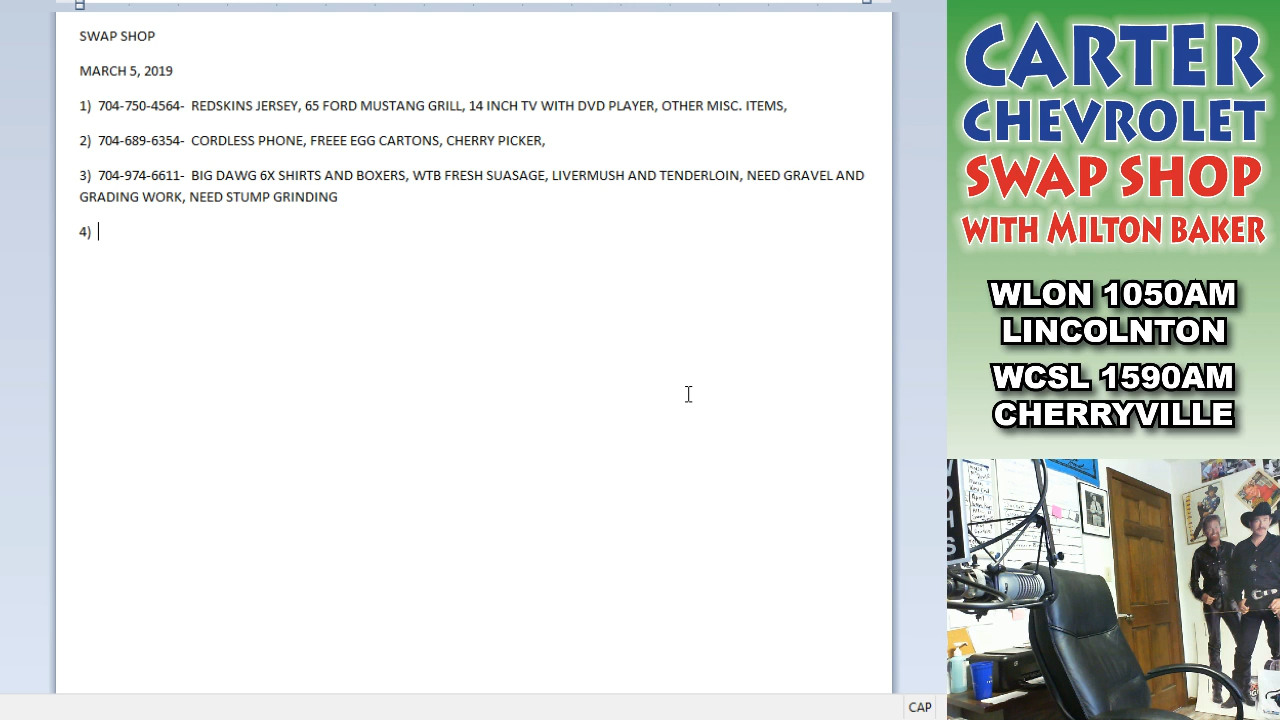 SWAP SHOP
MARCH 5, 2019
1)  704-750-4564-  REDSKINS JERSEY, 65 FORD MUSTANG GRILL, 14 INCH TV WITH DVD PLAYER, OTHER MISC. ITEMS,
2)  704-689-6354-  CORDLESS PHONE, FREEE EGG CARTONS, CHERRY PICKER,
3)  704-974-6611-  BIG DAWG 6X SHIRTS AND BOXERS, WTB FRESH SUASAGE, LIVERMUSH AND TENDERLOIN, NEED GRAVEL AND
GRADING WORK, NEED STUMP GRINDING
4)
CAP
CARTER
CHEVROLET
SWAP SHOP
WITH MILTON BAKER
WLON 1050AM
LINCOLNTON
WCSL 1590AM
CHERRYVILLE